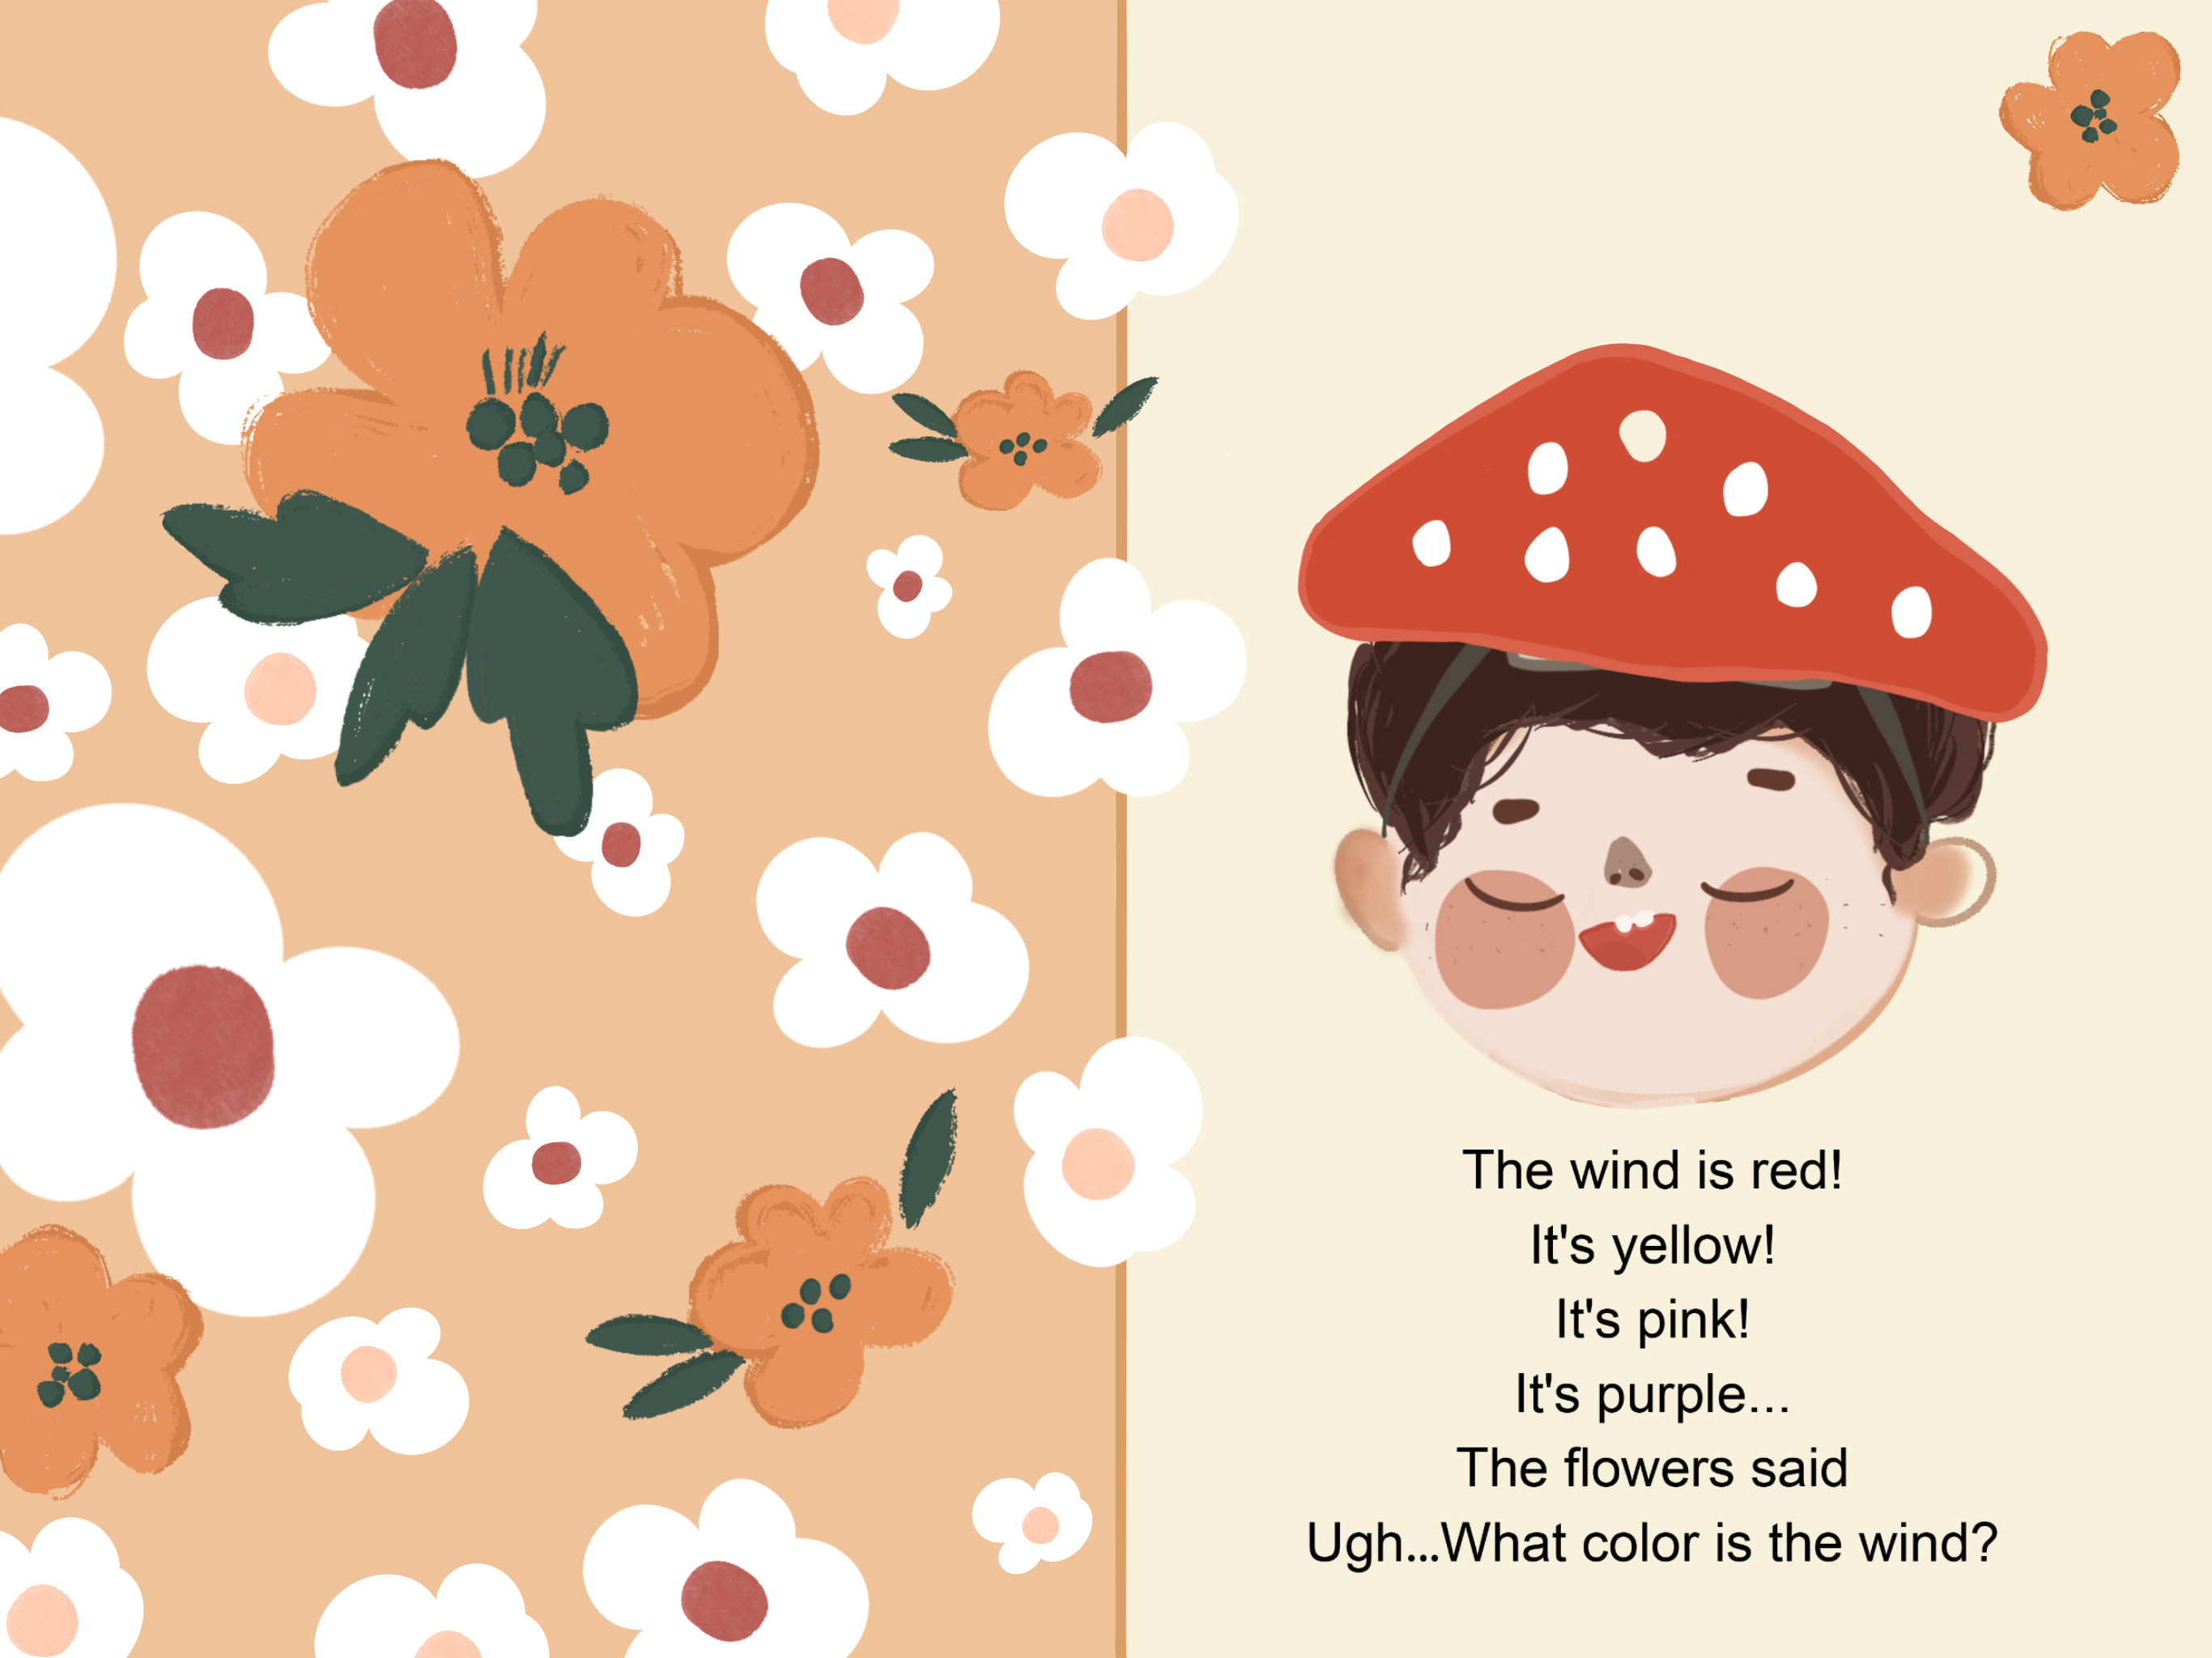 The wind is red!
It's yellow!
It's pink!
It's purple...
The flowers said
Ugh...What color is the wind?